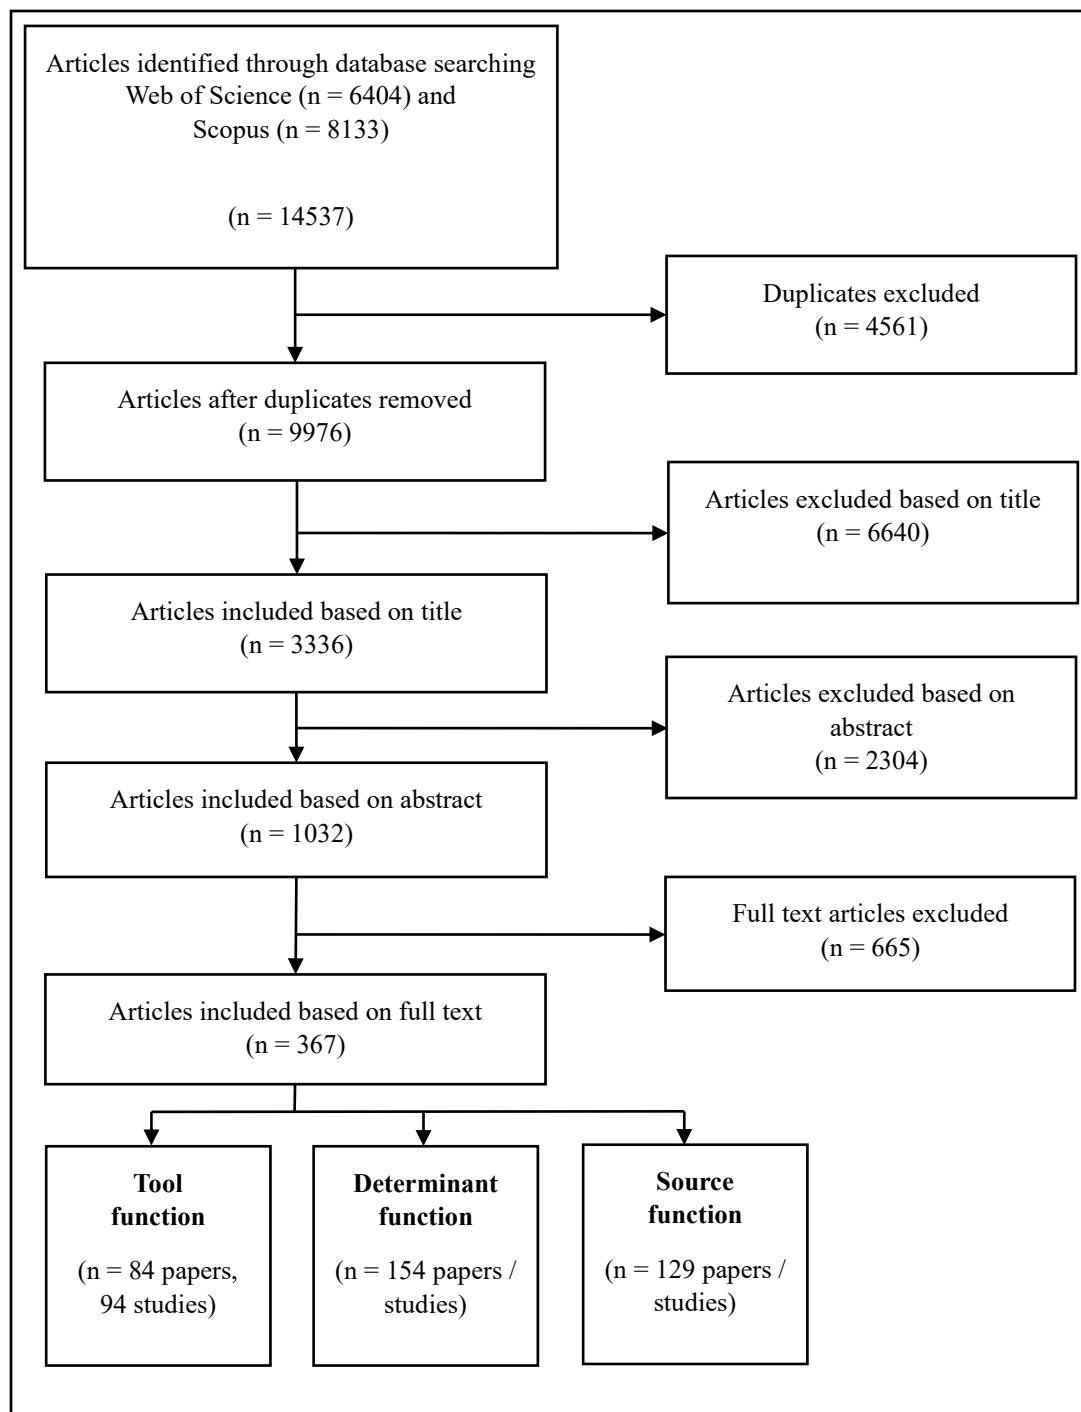 Articles identified through database searching
Web of Science (n = 6404) and
Scopus (n = 8133)
(n = 14537)
Duplicates excluded
(n = 4561)
Articles after duplicates removed
(n = 9976)
Articles excluded based on title
(n = 6640)
Articles included based on title
(n = 3336)
Articles excluded based on
abstract
(n = 2304)
Articles included based on abstract
(n = 1032)
Full text articles excluded
(n = 665)
Articles included based on full text
(n = 367)
Tool
function
(n = 84 papers,
94 studies)
Determinant
function
(n = 154 papers /
studies)
Source
function
(n = 129 papers /
studies)